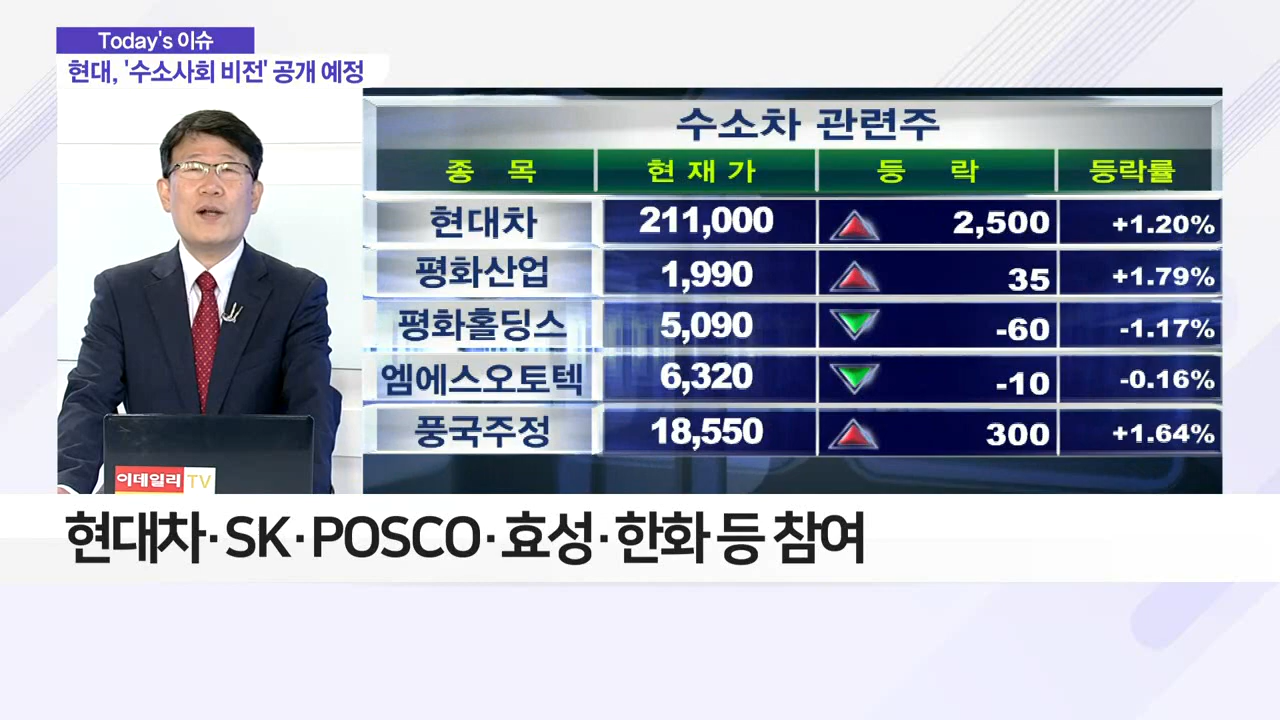 Today's 이슈
현대, '수소사회 비전' 공개 예정
수소차 관련주
종 목 현 재 가 등 락 등락률
현대차 211,000 2,500 +1.20%
평화산업 1,990 35 +1.79%
평화홀딩스 5,090 -60 -1.17%
엠에스오토텍 6,320 -10 -0.16%
풍국주정 18,550 300 +1.64%
이데일리 TV
현대차·SK·POSCO·효성·한화 등 참여